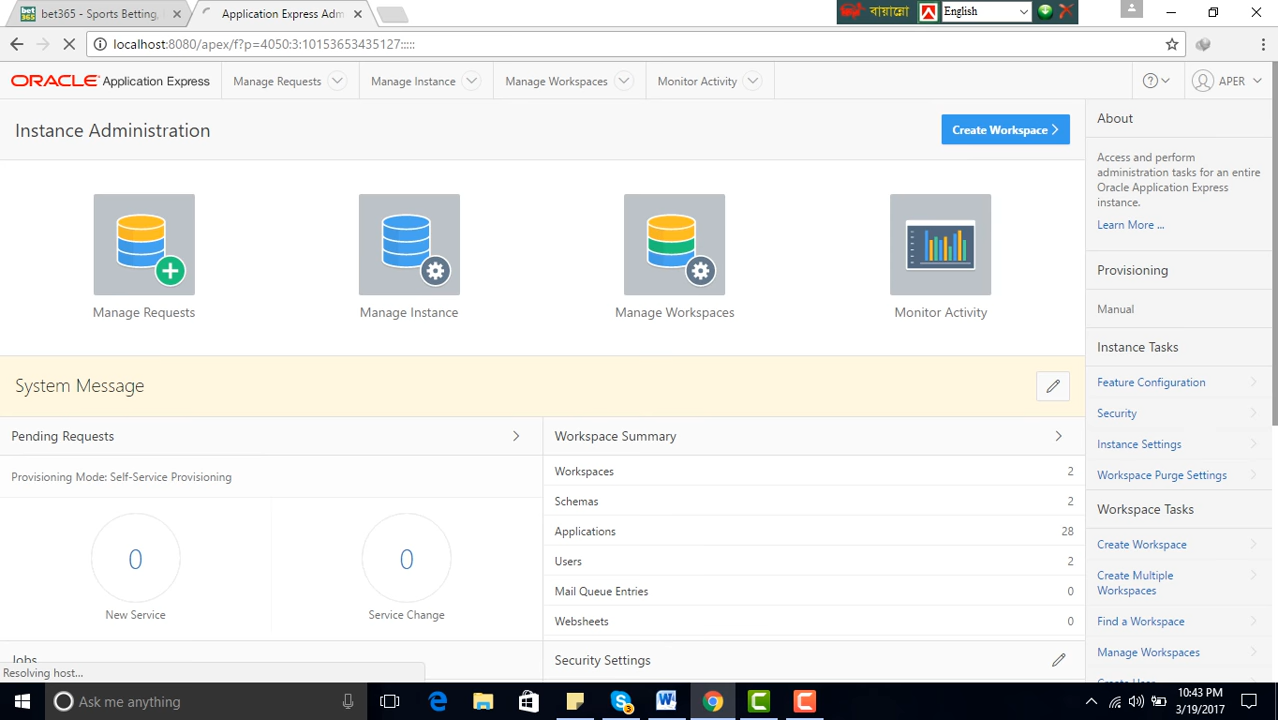 bet365 - Sports Betting
Application Express Adm
বায়ান্নো
English
localhost:8080/apex/f?p=4050:3:10153653435127:::::
ORACLE Application Express
Manage Requests
Manage Instance
Manage Workspaces
Monitor Activity
APER
Instance Administration
Create Workspace
Manage Requests
Manage Instance
Manage Workspaces
Monitor Activity
About
Access and perform
administration tasks for an entire
Oracle Application Express
instance.
Learn More ...
Provisioning
Manual
Instance Tasks
Feature Configuration
Security
Instance Settings
Workspace Purge Settings
Workspace Tasks
Create Workspace
Create Multiple
Workspaces
Find a Workspace
Manage Workspaces
System Message
Pending Requests
Provisioning Mode: Self-Service Provisioning
0
New Service
0
Service Change
Workspace Summary
Workspaces 2
Schemas 2
Applications 28
Users 2
Mail Queue Entries 0
Websheets 0
Jobs
Security Settings
Resolving host...
Ask me anything
10:43 PM
3/19/2017